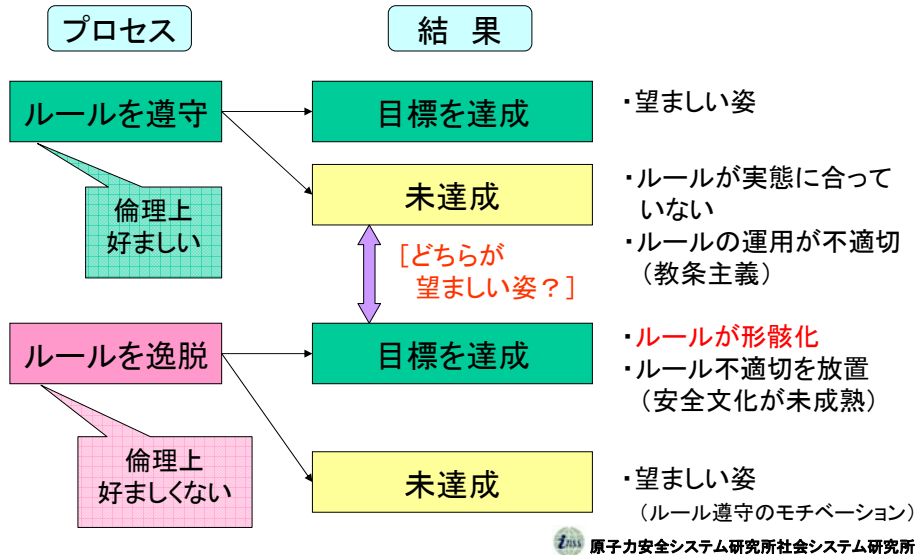 プロセス
結 果
ルールを遵守
目標を達成
・望ましい姿
倫理上
好ましい
未達成
・ルールが実態に合って
いない
・ルールの運用が不適切
（教条主義）
［どちらが
望ましい姿？］
ルールを逸脱
目標を達成
・ルールが形骸化
・ルール不適切を放置
（安全文化が未成熟）
倫理上
好ましくない
未達成
・望ましい姿
（ルール遵守のモチベーション）
inss 原子力安全システム研究所社会システム研究所